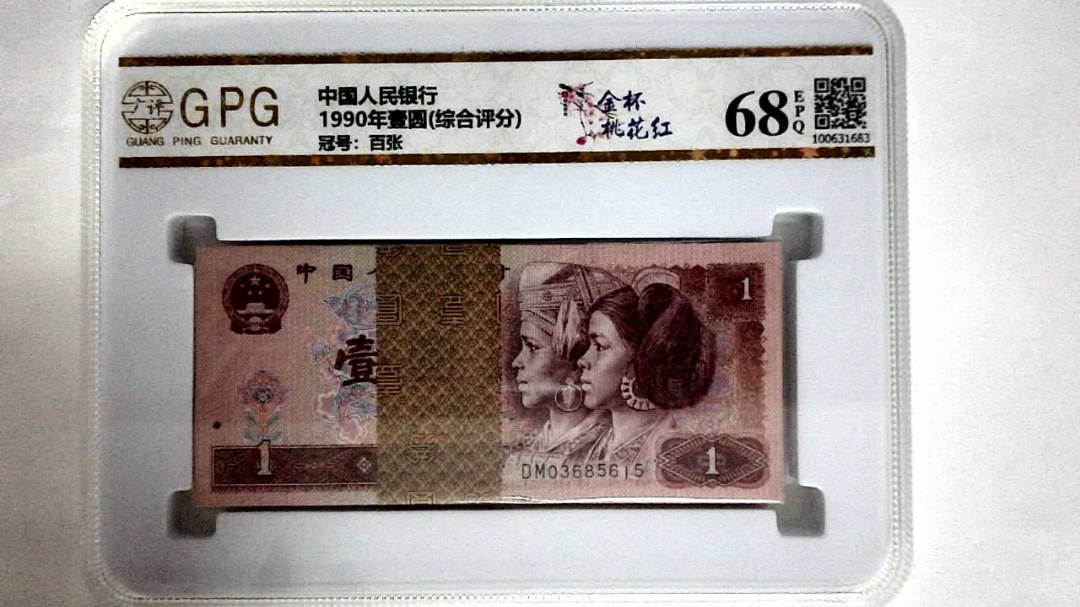 广评
GPG
GUANG PING GUARANTY
中国人民银行
1990年壹圆(综合评分)
冠号：百张
金杯
桃花红
68
EPQ
100631683
中国人
1
壹
1
DM03685615
1